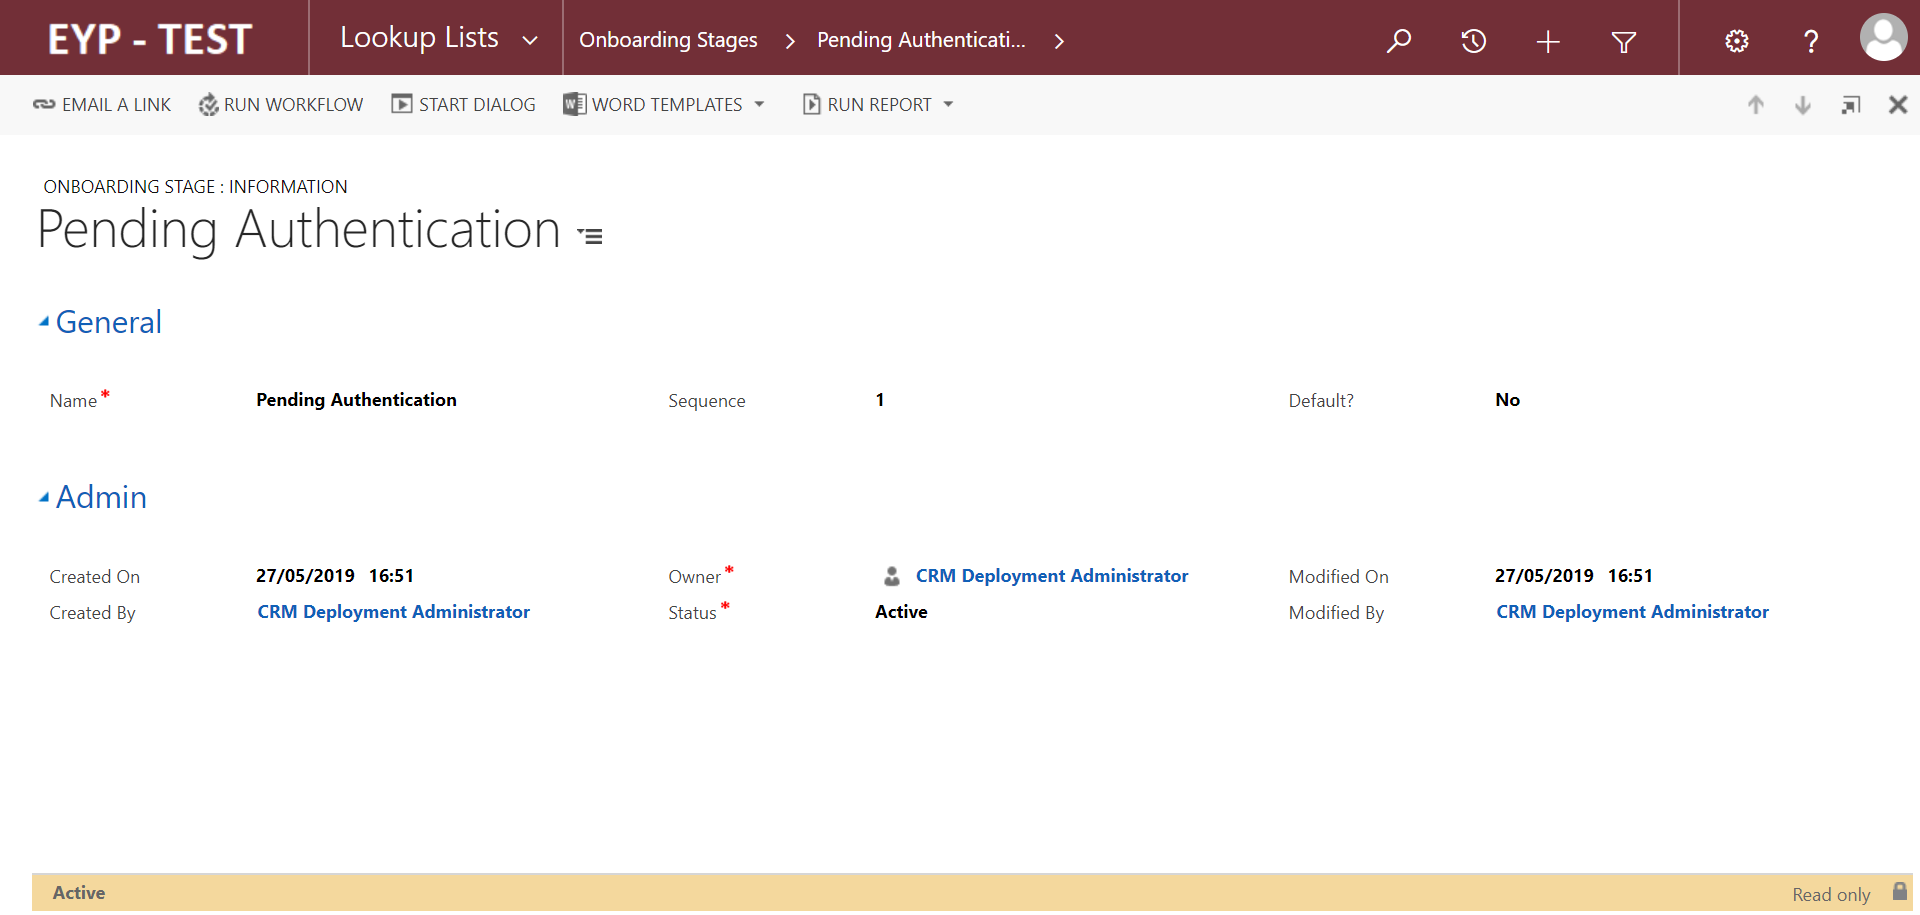 EYP - TEST Lookup Lists Onboarding Stages Pending Authenticati... ?
EMAIL A LINK RUN WORKFLOW START DIALOG WORD TEMPLATES RUN REPORT
ONBOARDING STAGE : INFORMATION
Pending Authentication
General
Name* Pending Authentication Sequence 1 Default? No
Admin
Created On 27/05/2019 16:51 Owner* CRM Deployment Administrator Modified On 27/05/2019 16:51
Created By CRM Deployment Administrator Status* Active Modified By CRM Deployment Administrator
Active Read only